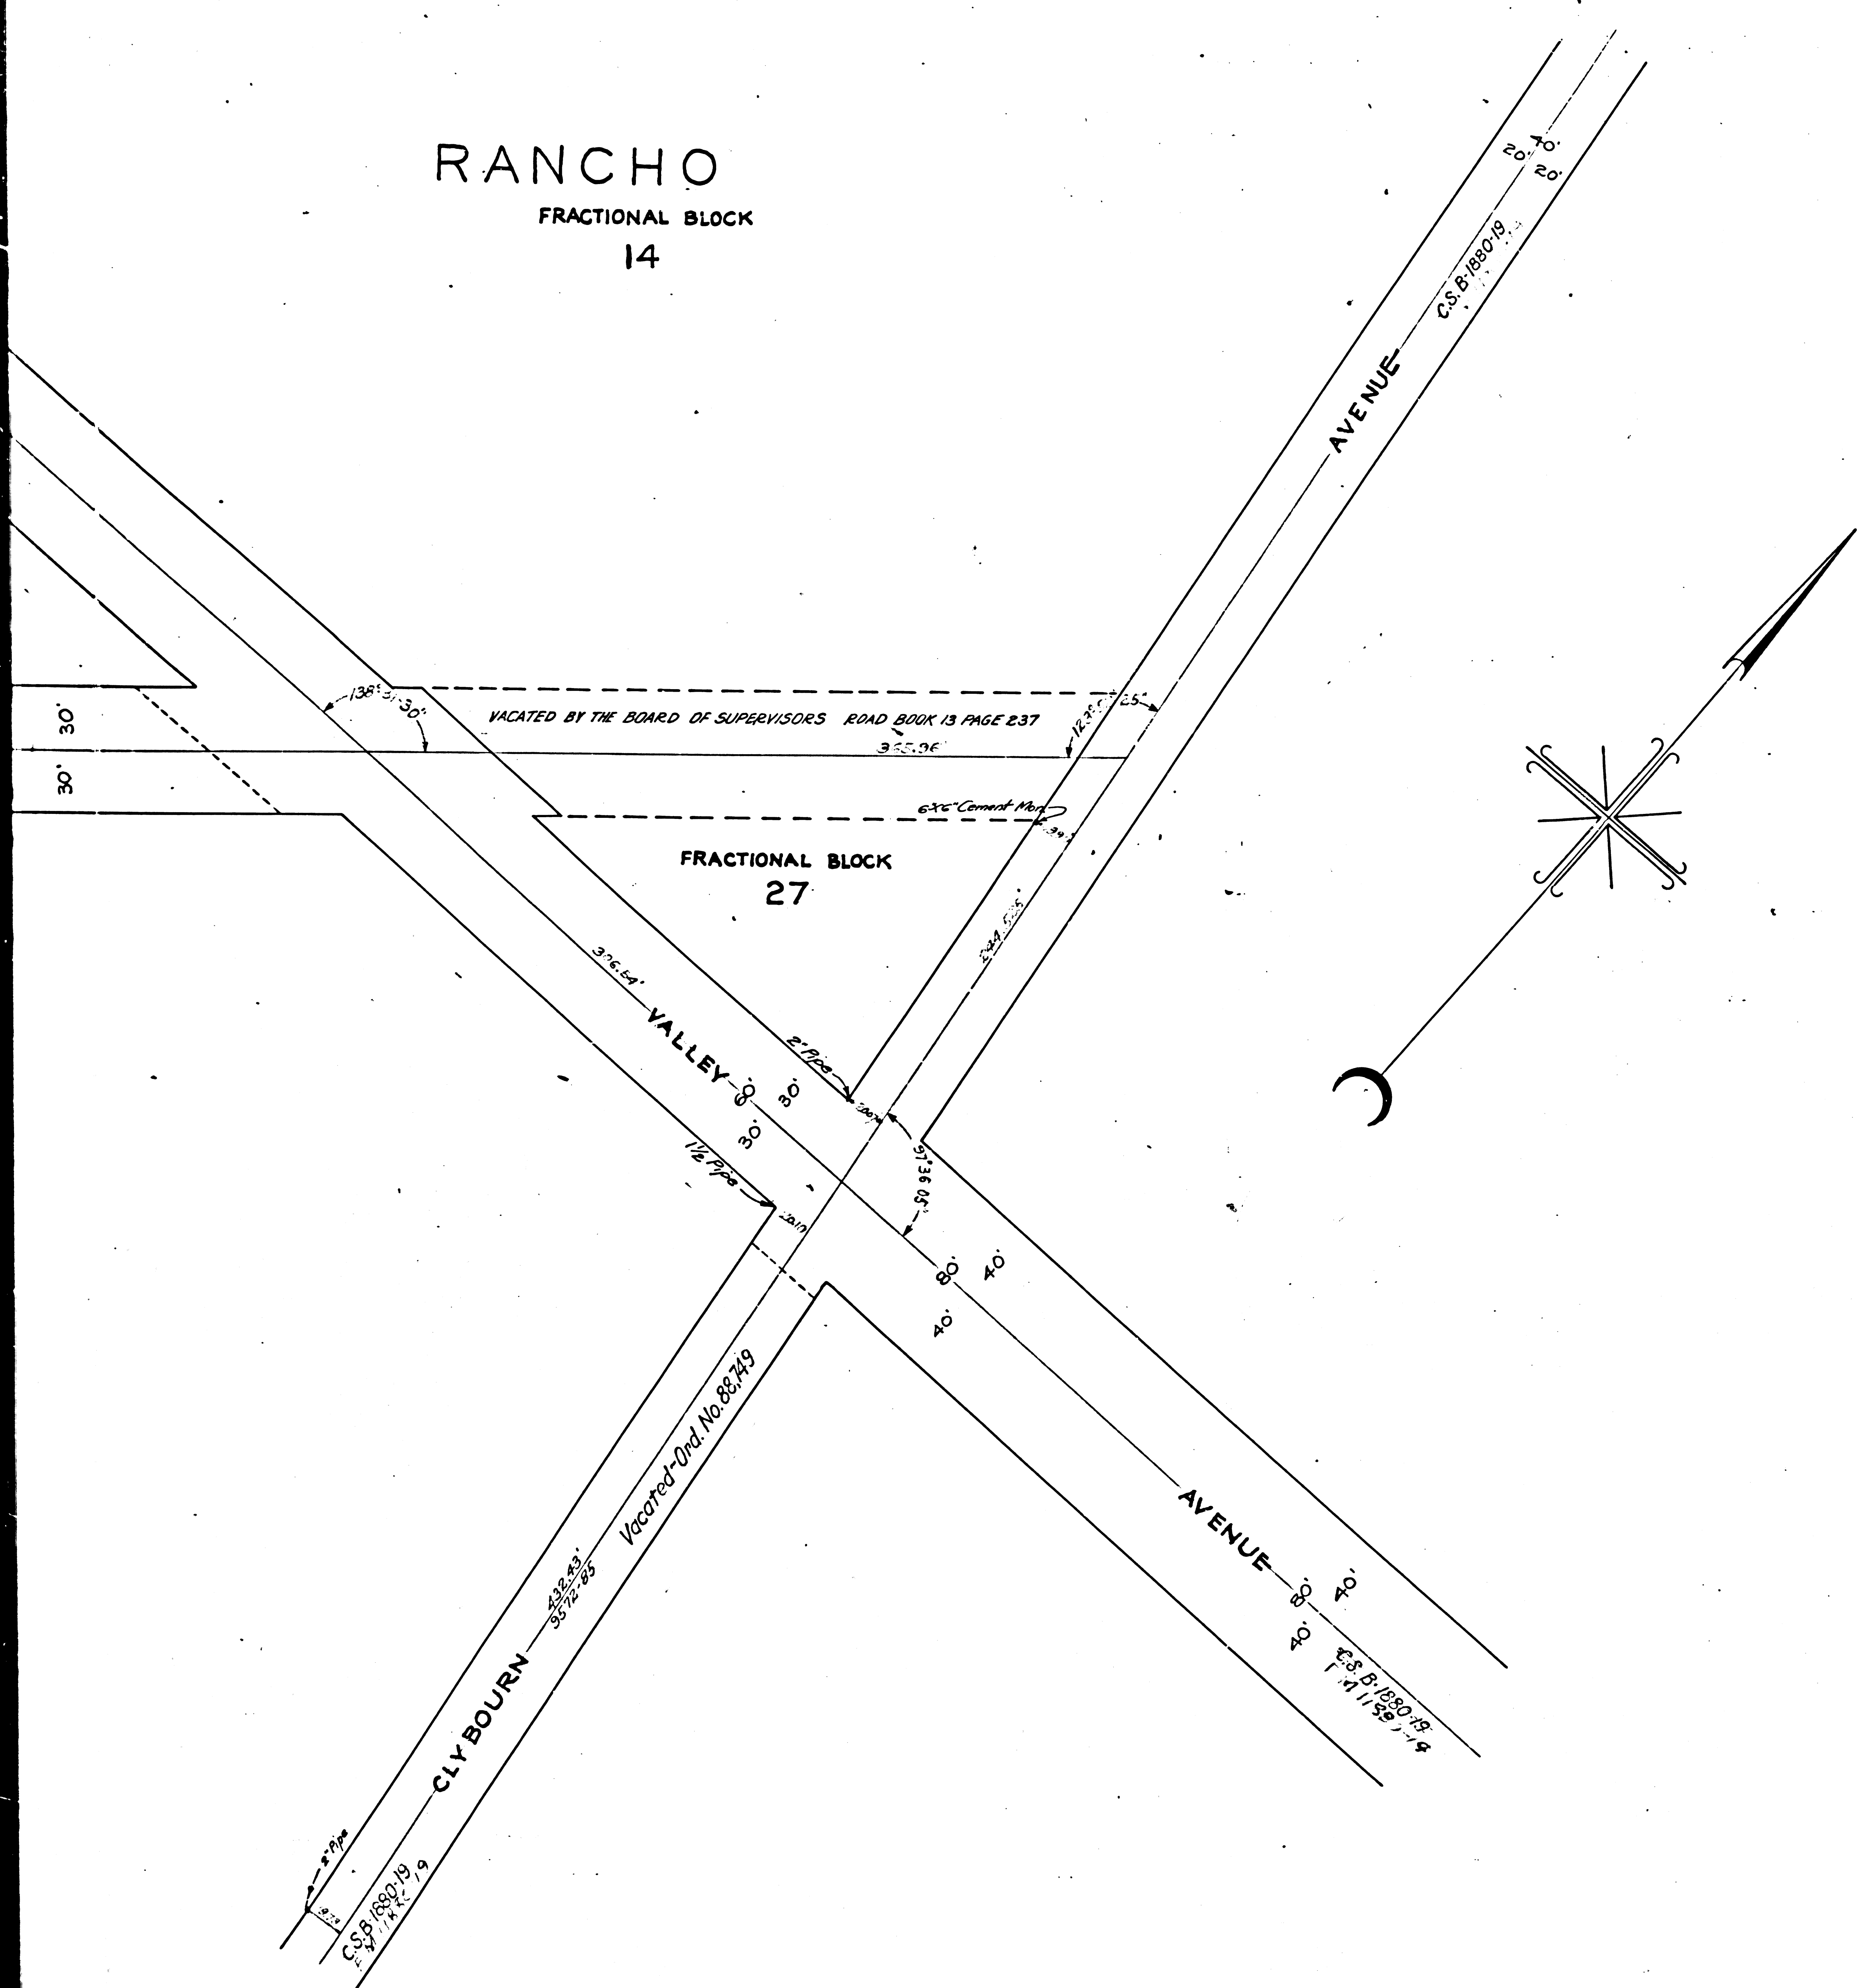 RANCHO
FRACTIONAL BLOCK
14
40'
20' 20'
C.S.B-1880-19
AVENUE
30'
30'
VACATED BY THE BOARD OF SUPERVISORS ROAD BOOK 13 PAGE 237
6"X6" Cement Mon.
FRACTIONAL BLOCK
27
VALLEY
60'
30'
30'
2" Pipe
1½ Pipe
97° 36 05"
80'
40'
40'
Vacated-Ord. No. 88,749
432.43'
9572-85
CLYBOURN
AVENUE
80'
40'
40'
C.S. B-1880-19
2" Pipe
C.S.B-1880-19